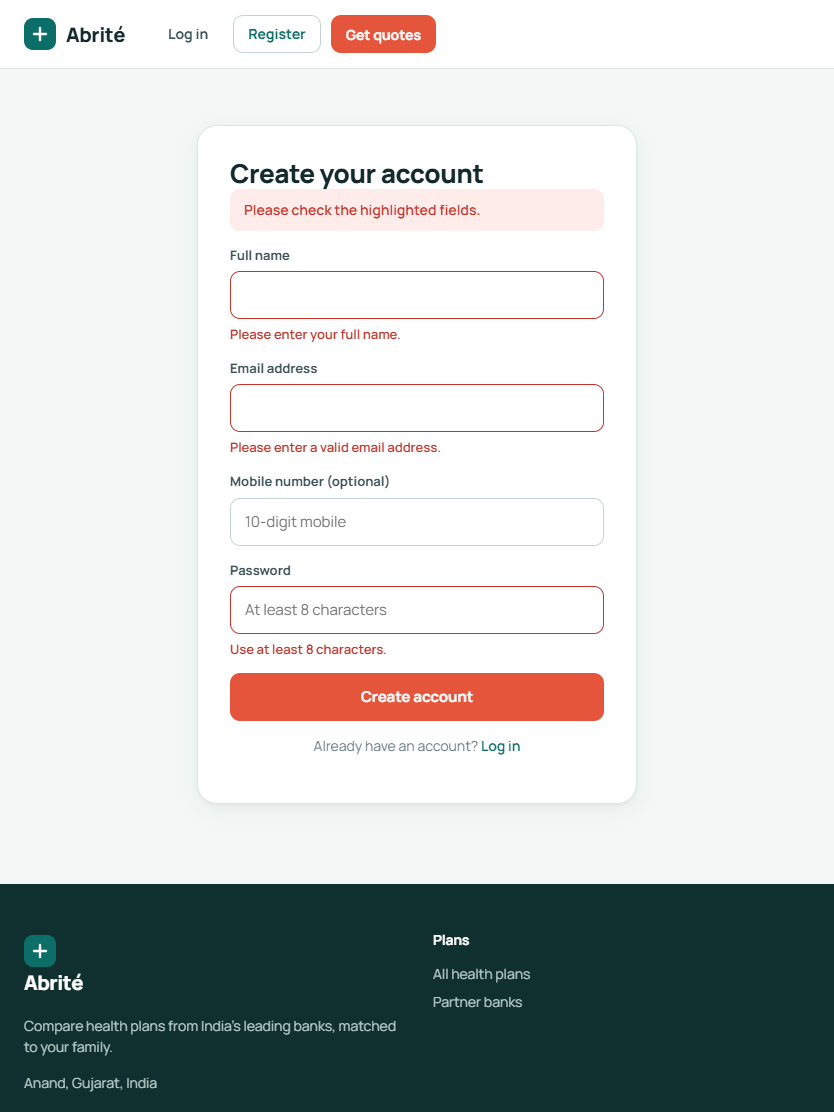 Abrité
Log in
Register
Get quotes
Create your account
Please check the highlighted fields.
Full name
Please enter your full name.
Email address
Please enter a valid email address.
Mobile number (optional)
10-digit mobile
Password
At least 8 characters
Use at least 8 characters.
Create account
Already have an account? Log in
Abrité
Compare health plans from India's leading banks, matched
to your family.
Anand, Gujarat, India
Plans
All health plans
Partner banks